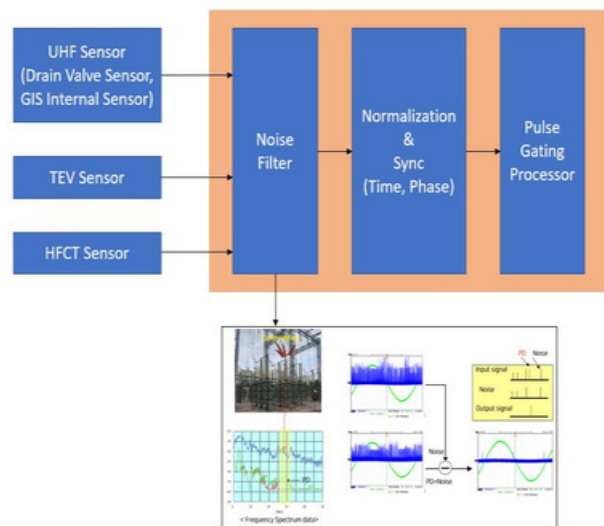 UHF Sensor
(Drain Valve Sensor,
GIS Internal Sensor)
TEV Sensor
HFCT Sensor
Noise
Filter
Normalization
&
Sync
(Time, Phase)
Pulse
Gating
Processor
PD
Noise
Input signal
Noise
Output signal
Noise
PD+Noise
PD
< Frequency Spectrum data>